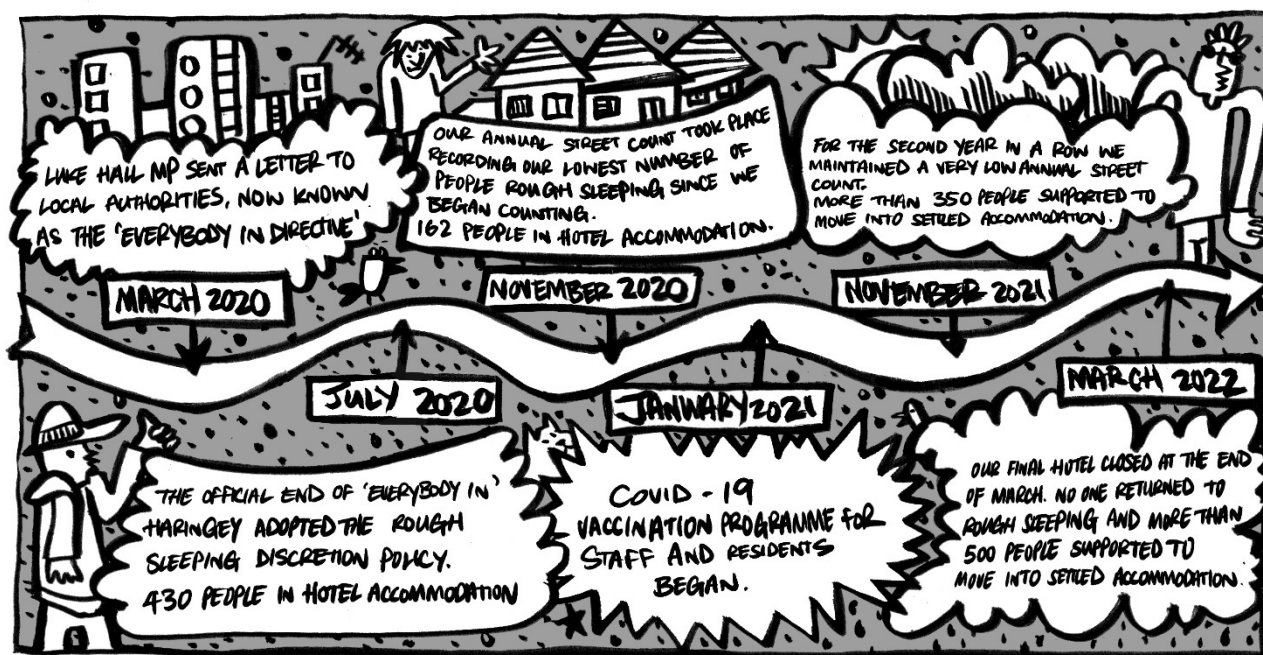 LUKE HALL MP SENT A LETTER TO
LOCAL AUTHORITIES, NOW KNOWN
AS THE 'EVERYBODY IN DIRECTIVE'
MARCH 2020
JULY 2020
THE OFFICIAL END OF 'EVERYBODY IN'
HARINGEY ADOPTED THE ROUGH
SLEEPING DISCRETION POLICY.
430 PEOPLE IN HOTEL ACCOMMODATION
OUR ANNUAL STREET COUNT TOOK PLACE
RECORDING OUR LOWEST NUMBER OF
PEOPLE ROUGH SLEEPING SINCE WE
BEGAN COUNTING.
162 PEOPLE IN HOTEL ACCOMMODATION.
NOVEMBER 2020
JANUARY 2021
COVID - 19
VACCINATION PROGRAMME FOR
STAFF AND RESIDENTS
BEGAN.
FOR THE SECOND YEAR IN A ROW WE
MAINTAINED A VERY LOW ANNUAL STREET
COUNT.
MORE THAN 350 PEOPLE SUPPORTED TO
MOVE INTO SETTLED ACCOMMODATION.
NOVEMBER 2021
MARCH 2022
OUR FINAL HOTEL CLOSED AT THE END
OF MARCH. NO ONE RETURNED TO
ROUGH SLEEPING AND MORE THAN
500 PEOPLE SUPPORTED TO
MOVE INTO SETTLED ACCOMMODATION.